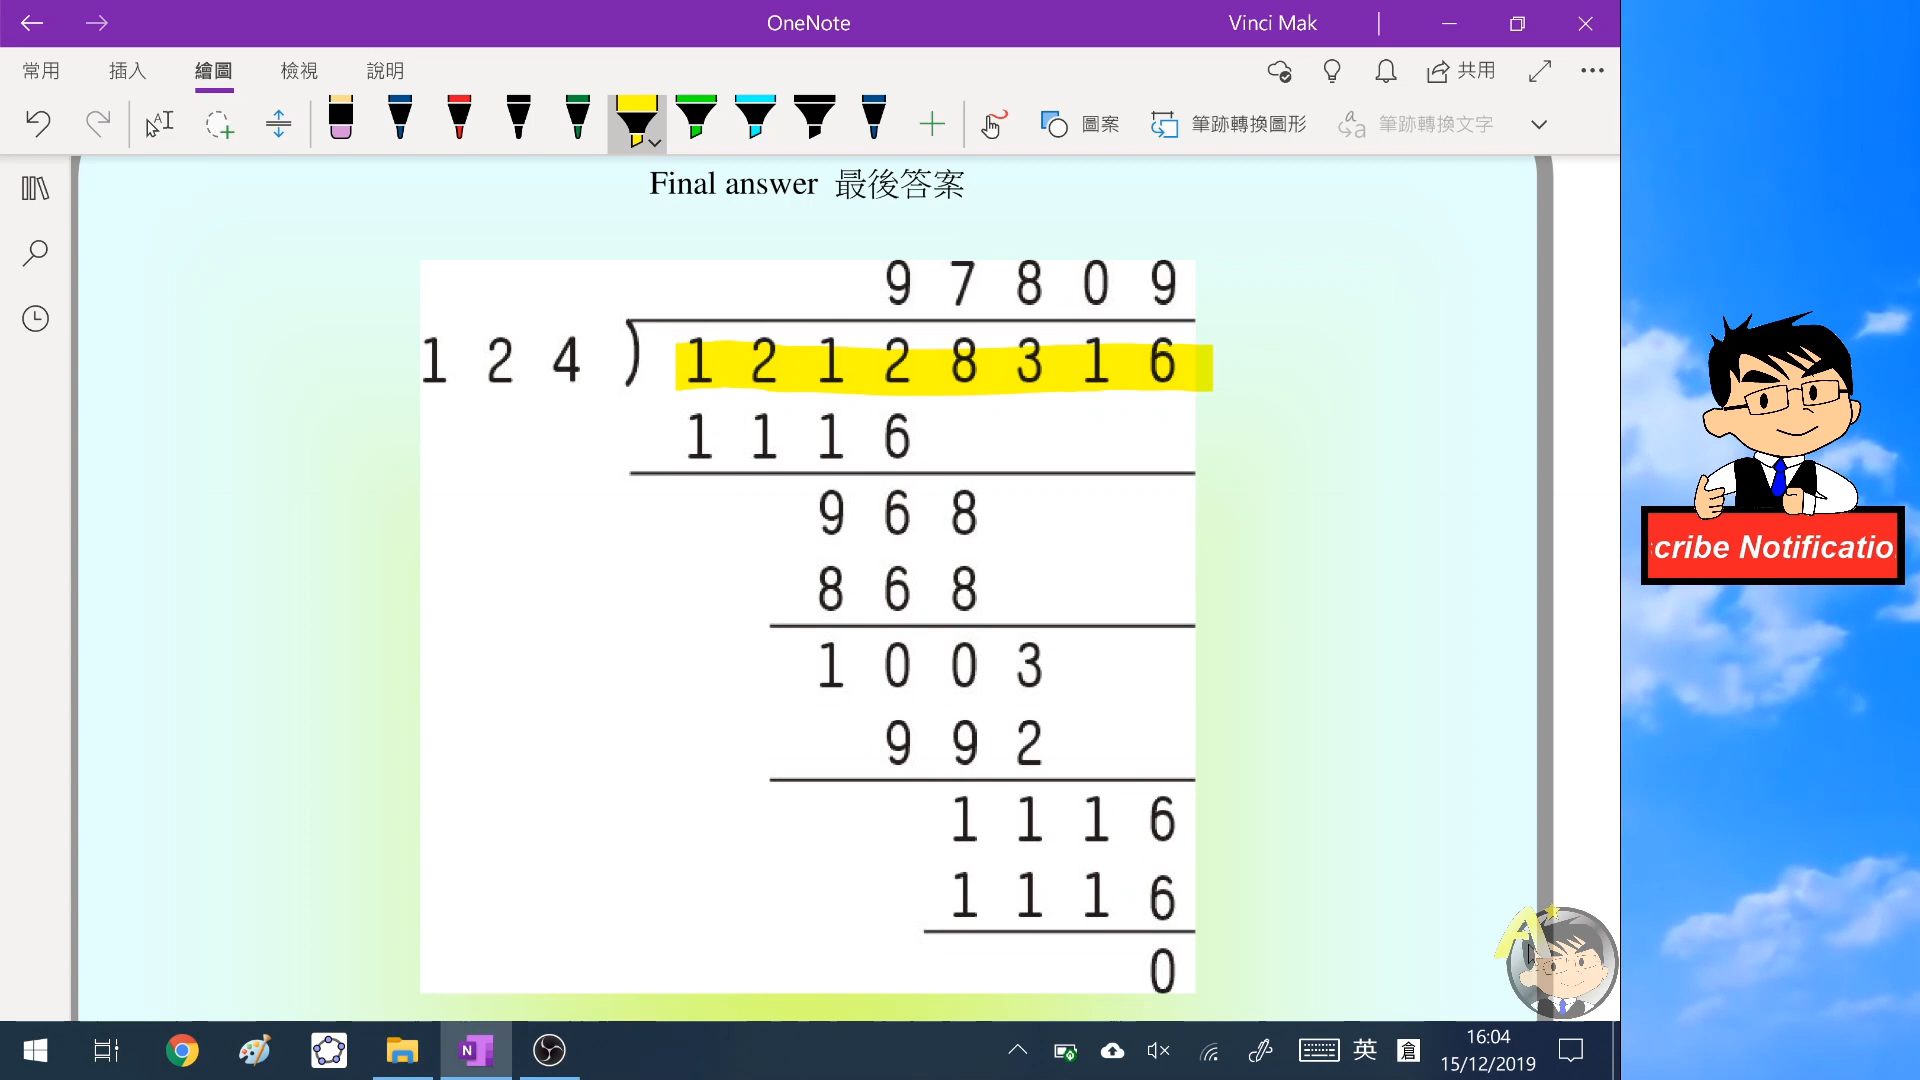 OneNote
Vinci Mak
常用 插入 繪圖 檢視 說明
共用
圖案 筆跡轉換圖形 筆跡轉換文字
Final answer 最後答案
9 7 8 0 9
1 2 4 ) 1 2 1 2 8 3 1 6
1 1 1 6
9 6 8
8 6 8
1 0 0 3
9 9 2
1 1 1 6
1 1 1 6
0
cribe Notificatio
A
N
英 倉
16:04
15/12/2019